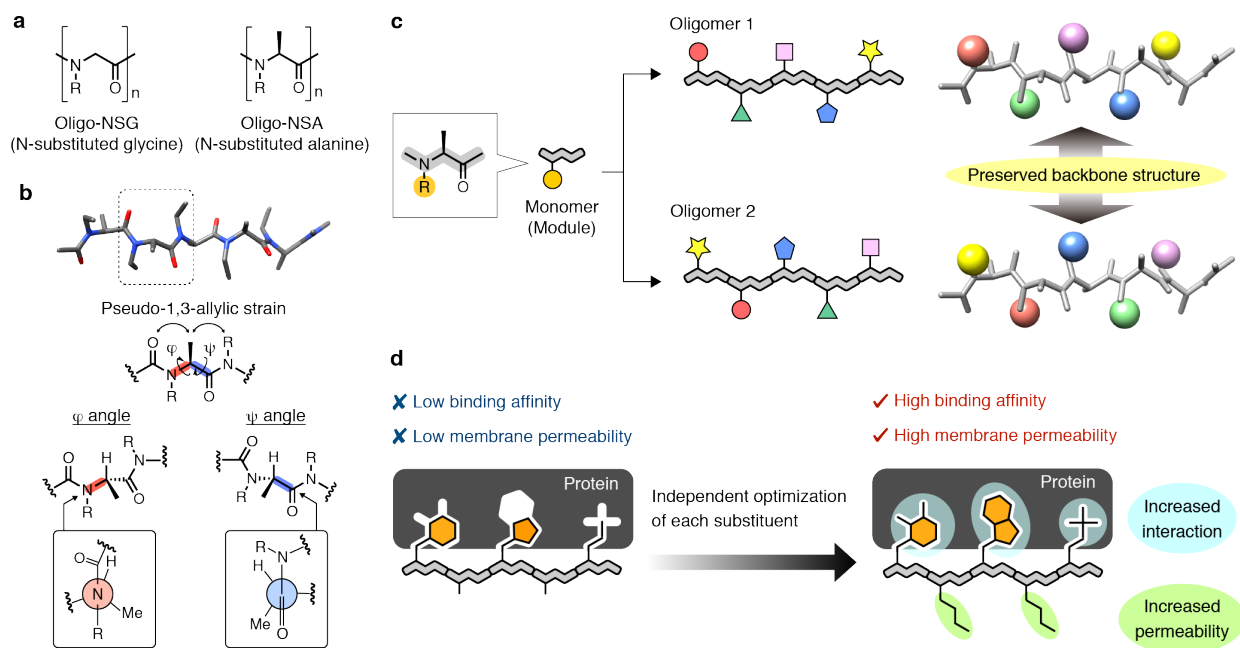 a
N
R
O
n
Oligo-NSG
(N-substituted glycine)
N
R
O
n
Oligo-NSA
(N-substituted alanine)
b
Pseudo-1,3-allylic strain
O
φ
ψ
R
N
N
R
O
φ angle
O
H
R
N
N
R
O
ψ angle
O
H
R
N
N
R
O
O
H
N
Me
R
R
N
H
Me
O
c
N
R
O
Monomer
(Module)
Oligomer 1
Oligomer 2
Preserved backbone structure
d
✘ Low binding affinity
✘ Low membrane permeability
Protein
Independent optimization
of each substituent
✓ High binding affinity
✓ High membrane permeability
Protein
Increased
interaction
Increased
permeability